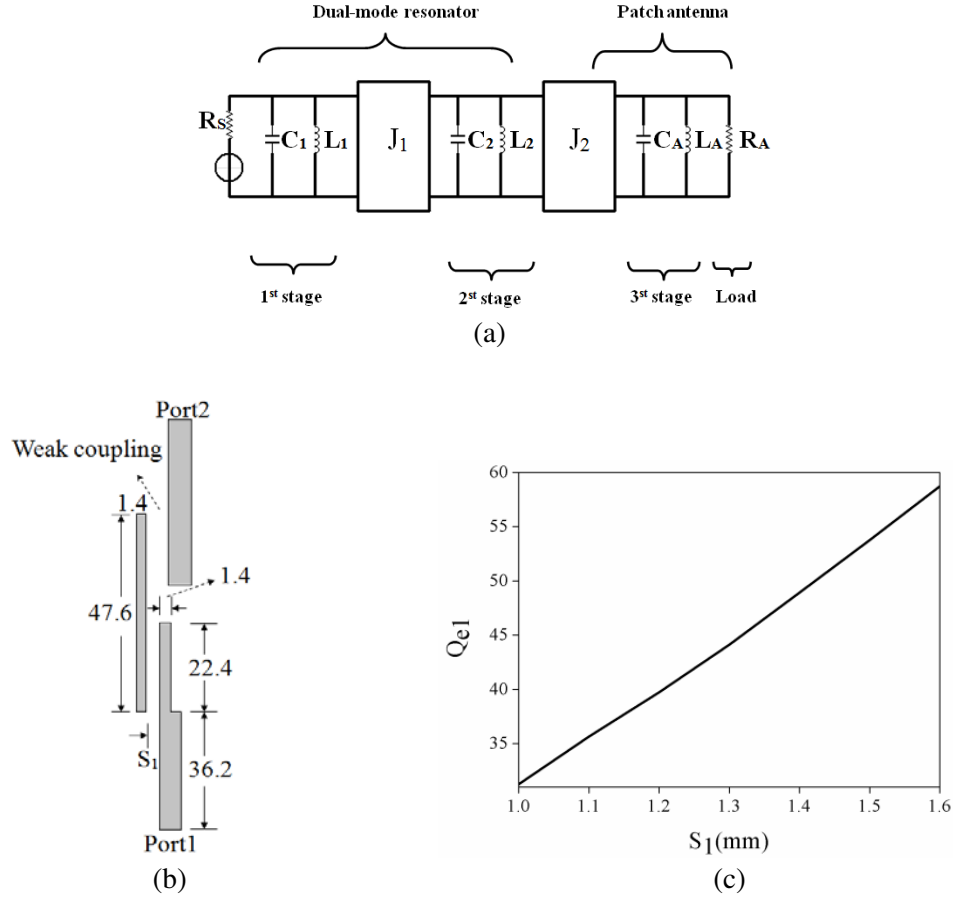 Dual-mode resonator
Patch antenna
RS
C1
L1
J1
C2
L2
J2
CA
LA
RA
1st stage
2st stage
3st stage
Load
(a)
Port2
Weak coupling
1.4
1.4
47.6
22.4
S1
36.2
Port1
(b)
60
55
50
45
40
35
Qe1
1.0
1.1
1.2
1.3
1.4
1.5
1.6
S1(mm)
(c)